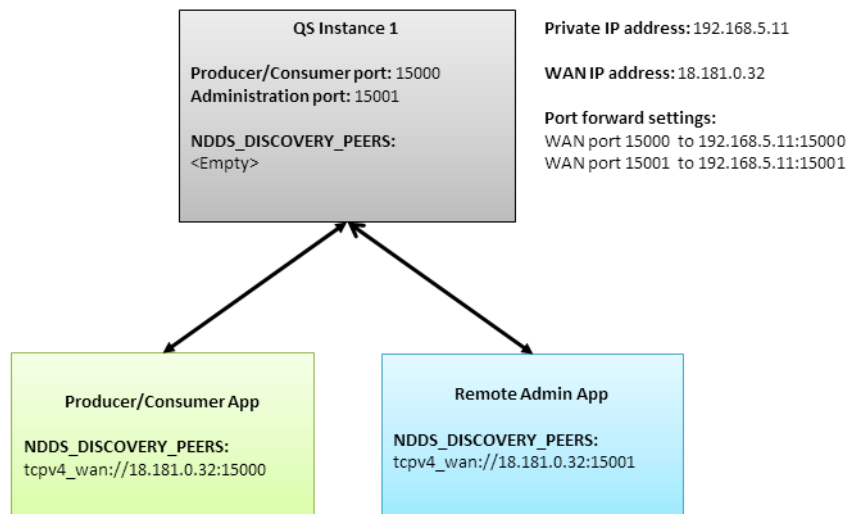 QS Instance 1
Producer/Consumer port: 15000
Administration port: 15001
NDDS_DISCOVERY_PEERS:
<Empty>
Private IP address: 192.168.5.11
WAN IP address: 18.181.0.32
Port forward settings:
WAN port 15000 to 192.168.5.11:15000
WAN port 15001 to 192.168.5.11:15001
Producer/Consumer App
NDDS_DISCOVERY_PEERS:
tcpv4_wan://18.181.0.32:15000
Remote Admin App
NDDS_DISCOVERY_PEERS:
tcpv4_wan://18.181.0.32:15001